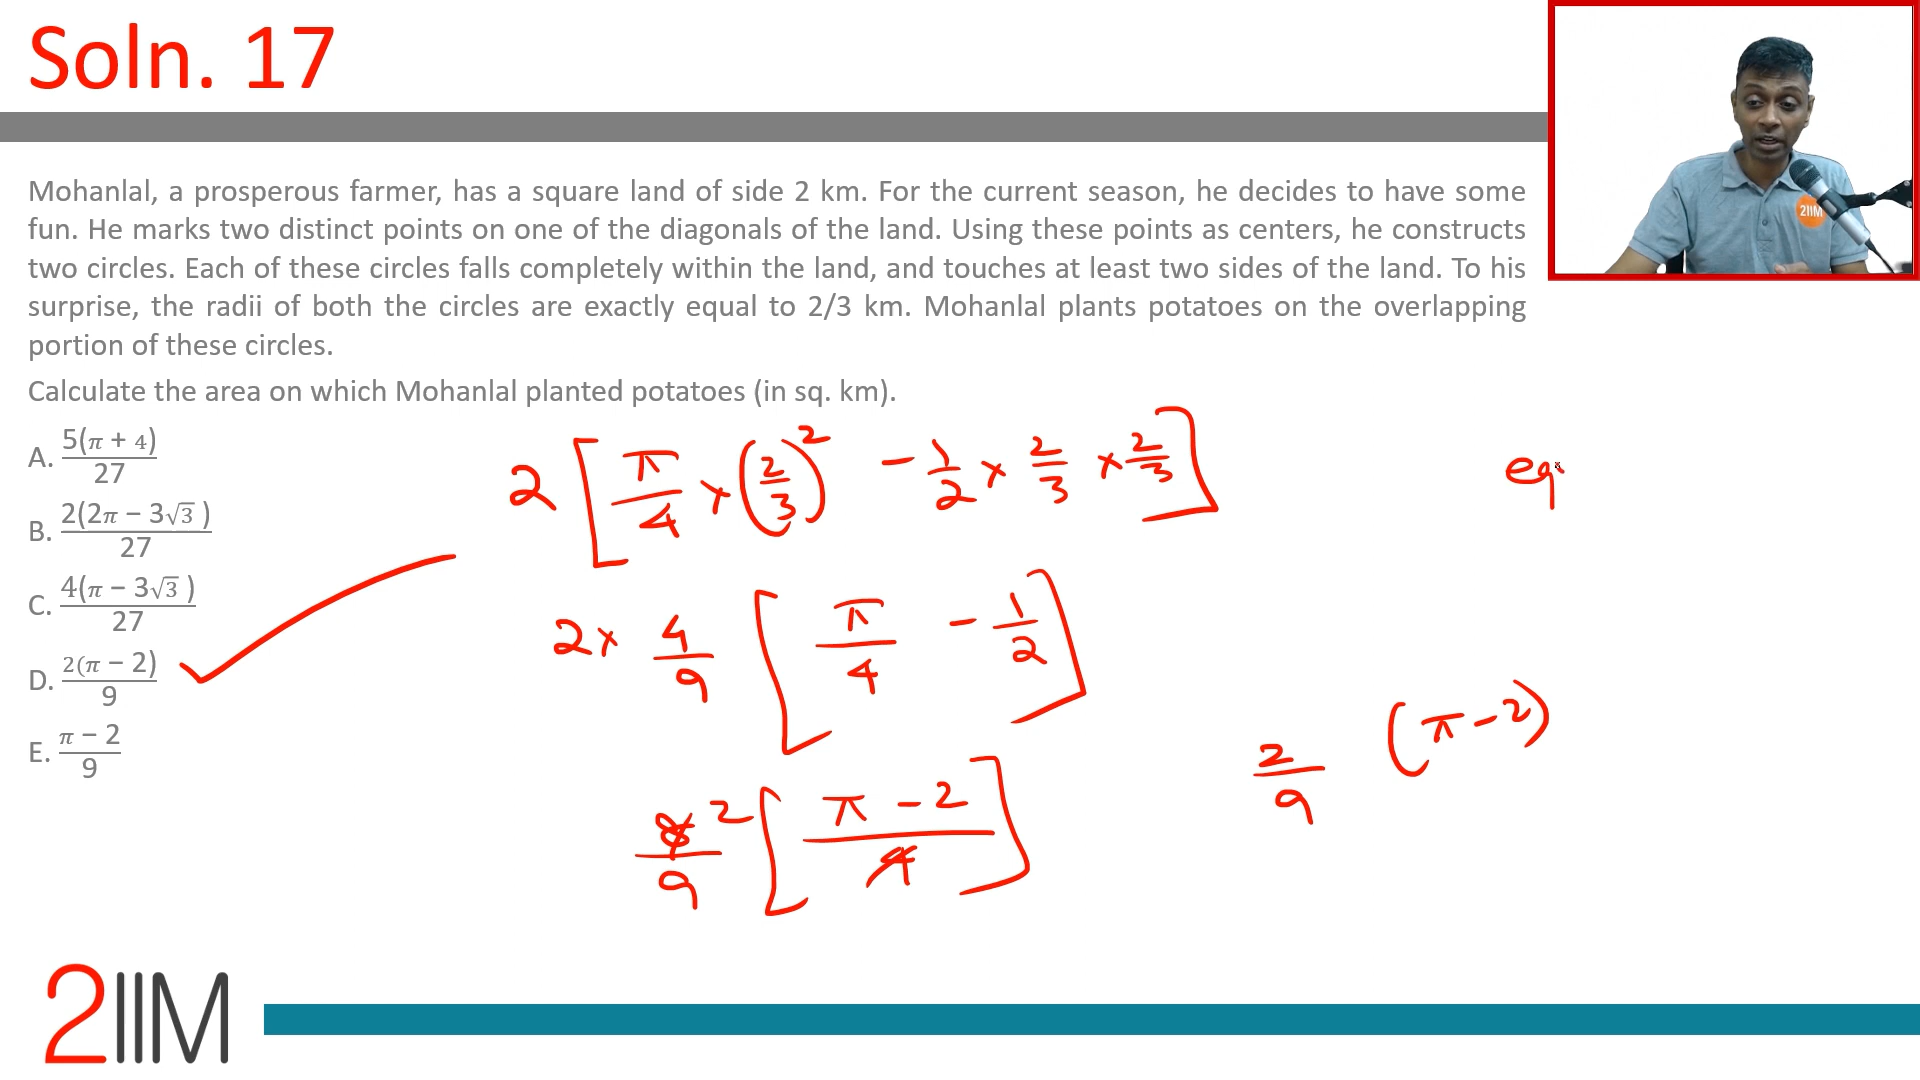 Soln. 17
Mohanlal, a prosperous farmer, has a square land of side 2 km. For the current season, he decides to have some
fun. He marks two distinct points on one of the diagonals of the land. Using these points as centers, he constructs
two circles. Each of these circles falls completely within the land, and touches at least two sides of the land. To his
surprise, the radii of both the circles are exactly equal to 2/3 km. Mohanlal plants potatoes on the overlapping
portion of these circles.
Calculate the area on which Mohanlal planted potatoes (in sq. km).
A. 5(π + 4)/27
B. 2(2π − 3√3 )/27
C. 4(π − 3√3 )/27
D. 2(π − 2)/9
E. π − 2/9
2 [ π/4 × (2/3)² − 1/2 × 2/3 × 2/3 ]
eq
2 × 4/9 [ π/4 − 1/2 ]
8/9 2 [ π − 2/4 ]
2/9 (π − 2)
2IIM
2IIM